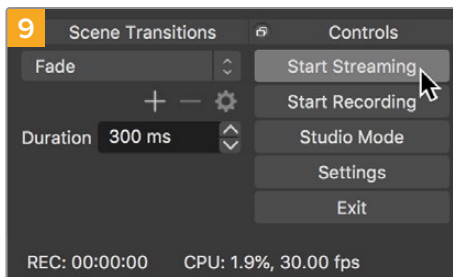 9
Scene Transitions
Controls
Fade
Start Streaming
Start Recording
Duration 300 ms
Studio Mode
Settings
Exit
REC: 00:00:00 CPU: 1.9%, 30.00 fps